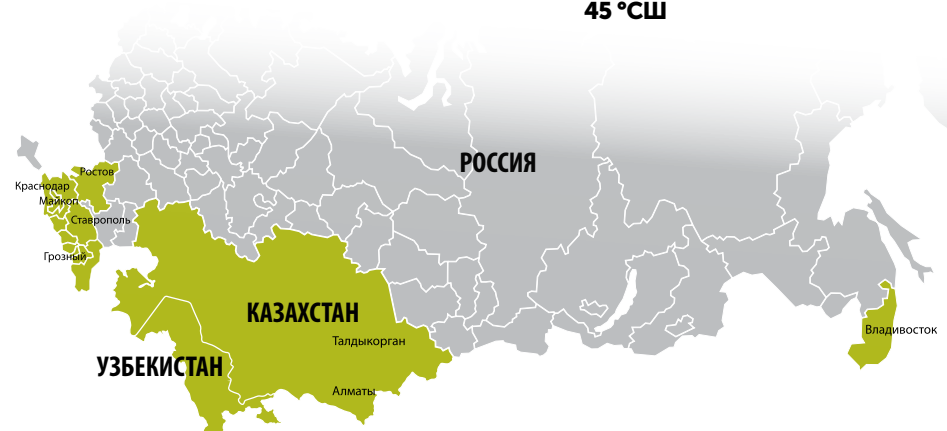 45 °СШ
РОССИЯ
Ростов
Краснодар
Майкоп
Ставрополь
Грозный
КАЗАХСТАН
Талдыкорган
Владивосток
УЗБЕКИСТАН
Алматы